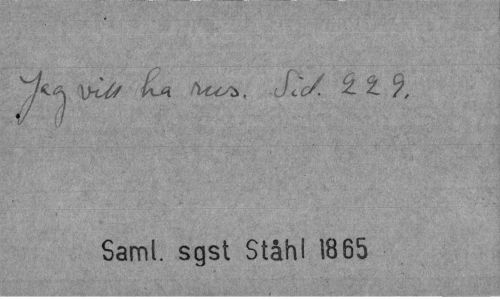 Jag vill ha rus. Sid. 229.
Saml. sgst Ståhl 1865